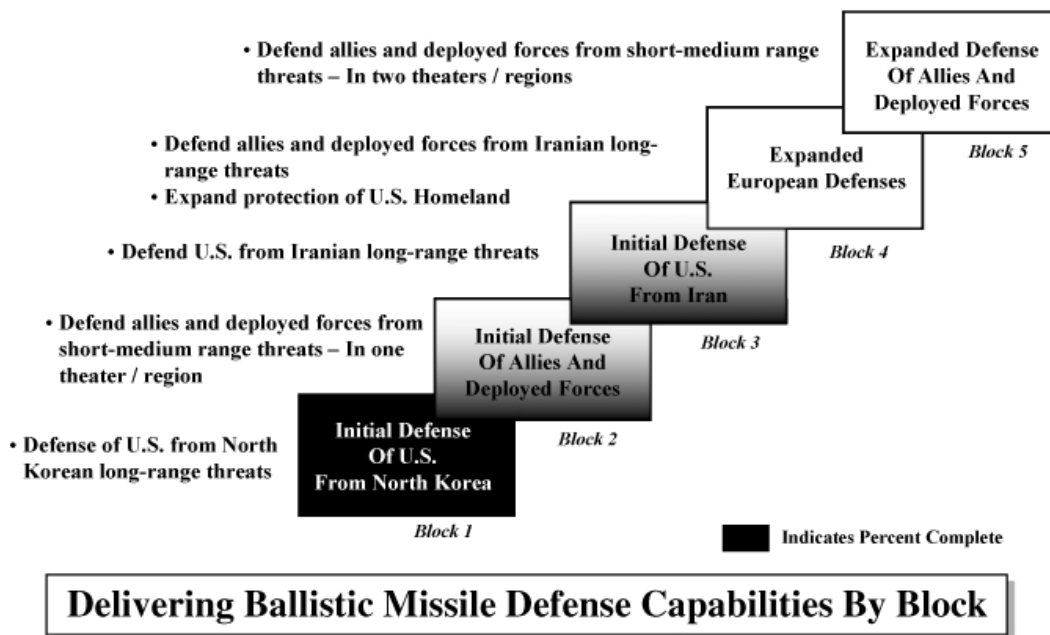 • Defend allies and deployed forces from short-medium range
threats – In two theaters / regions
Expanded Defense
Of Allies And
Deployed Forces
Block 5
• Defend allies and deployed forces from Iranian long-
range threats
• Expand protection of U.S. Homeland
Expanded
European Defenses
Block 4
• Defend U.S. from Iranian long-range threats
Initial Defense
Of U.S.
From Iran
Block 3
• Defend allies and deployed forces from
short-medium range threats – In one
theater / region
Initial Defense
Of Allies And
Deployed Forces
Block 2
• Defense of U.S. from North
Korean long-range threats
Initial Defense
Of U.S.
From North Korea
Block 1
Indicates Percent Complete
Delivering Ballistic Missile Defense Capabilities By Block